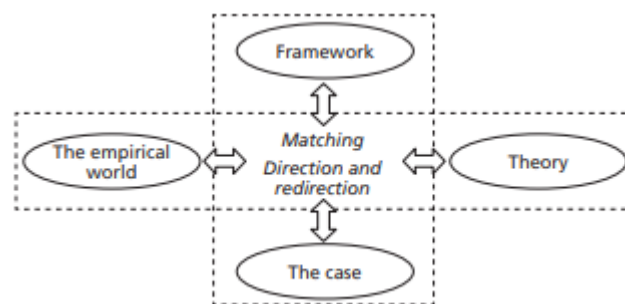 Framework
Matching
The empirical
world
Direction and
redirection
Theory
The case